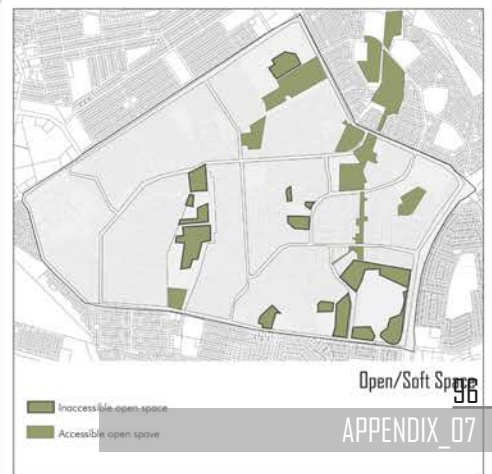 Open/Soft Space
96
Inaccessible open space
Accessible open spave
APPENDIX_07